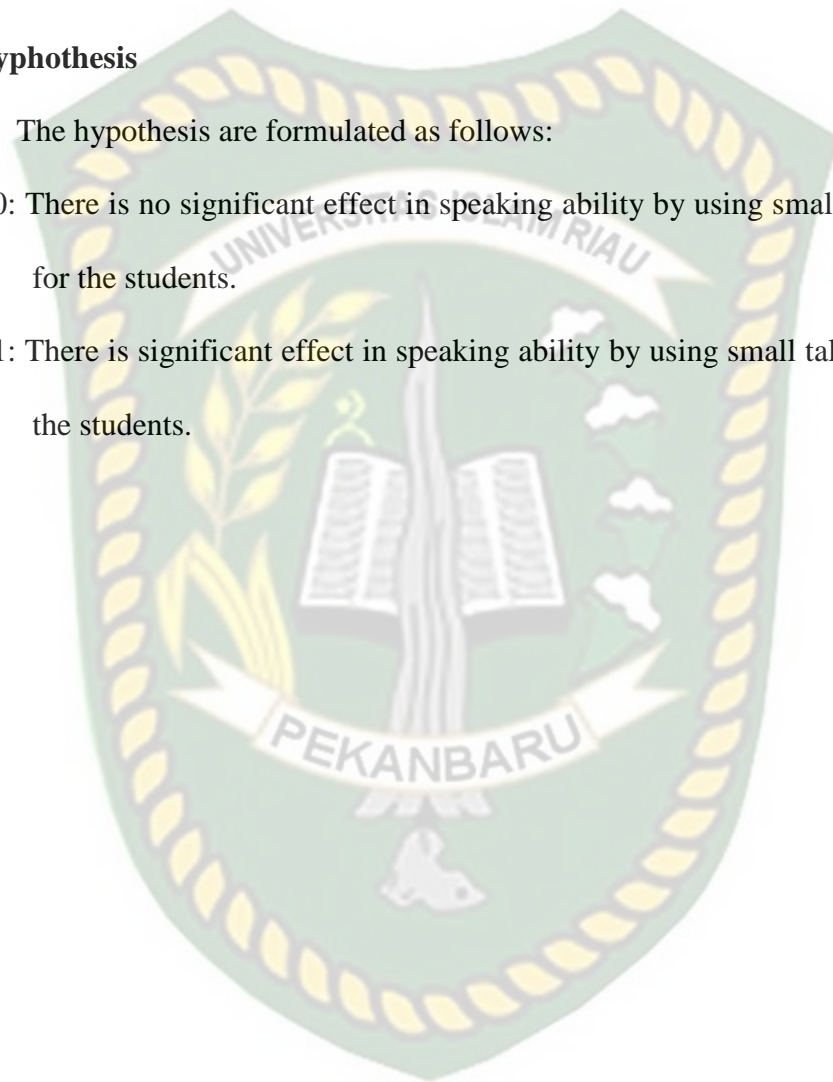 yphothesis
The hypothesis are formulated as follows:
0: There is no significant effect in speaking ability by using smal
for the students.
1: There is significant effect in speaking ability by using small tal
the students.
UNIVERSITAS ISLAM RIAU
PEKANBARU